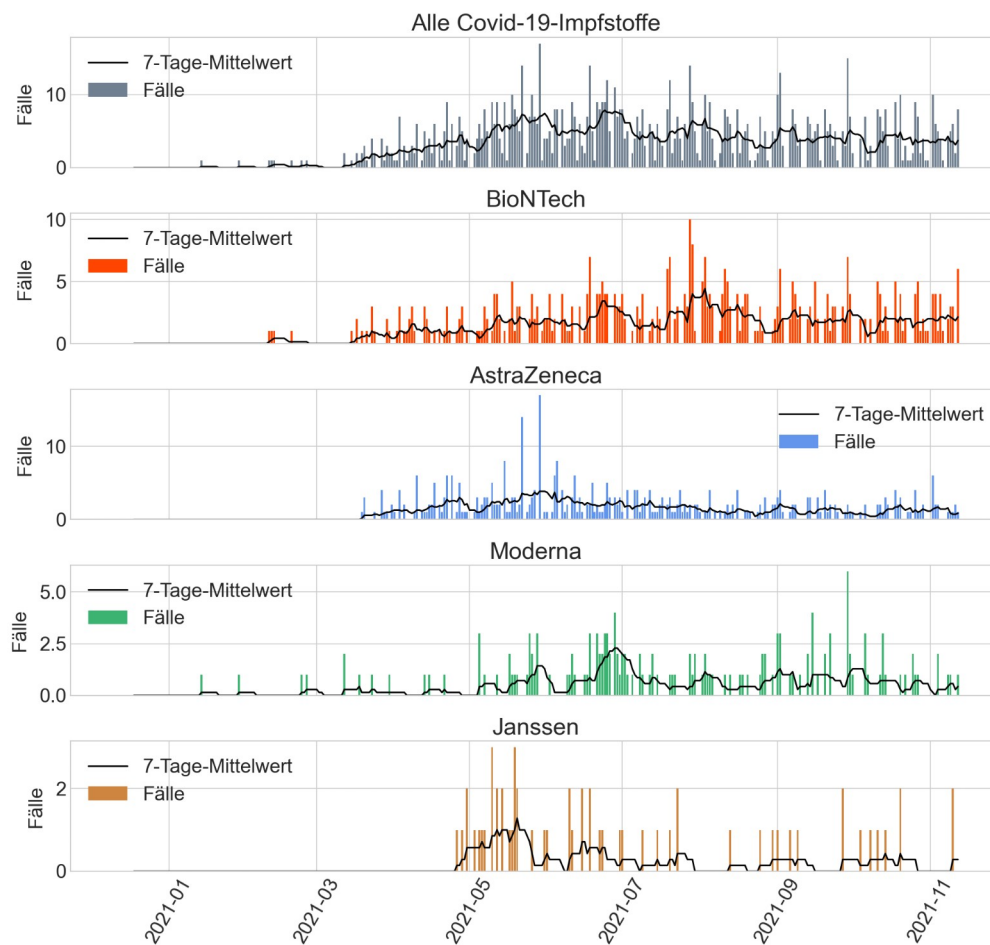 Alle Covid-19-Impfstoffe
7-Tage-Mittelwert
Fälle
Fälle
10
0
BioNTech
7-Tage-Mittelwert
Fälle
Fälle
10
5
0
AstraZeneca
7-Tage-Mittelwert
Fälle
Fälle
10
0
Moderna
7-Tage-Mittelwert
Fälle
Fälle
5.0
2.5
0.0
Janssen
7-Tage-Mittelwert
Fälle
Fälle
2
0
2021-01
2021-03
2021-05
2021-07
2021-09
2021-11